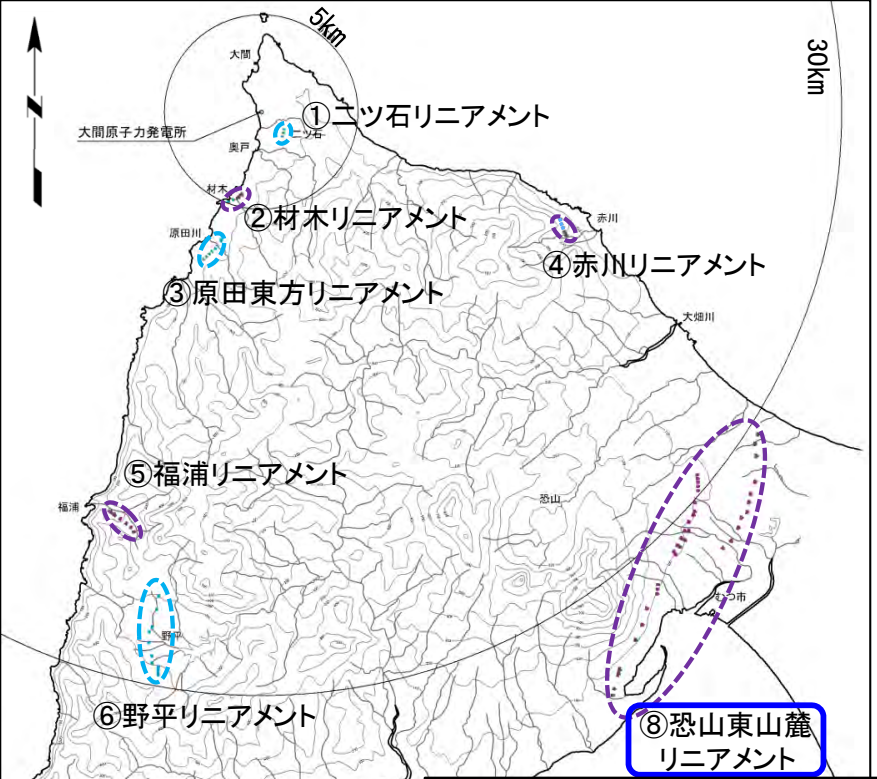 N
5km
30km
大間
大間原子力発電所
①二ツ石リニアメント
二ツ石
奥戸
材木
②材木リニアメント
赤川
原田川
④赤川リニアメント
③原田東方リニアメント
大畑川
⑤福浦リニアメント
福浦
恐山
むつ市
野平
⑥野平リニアメント
⑧恐山東山麓
リニアメント